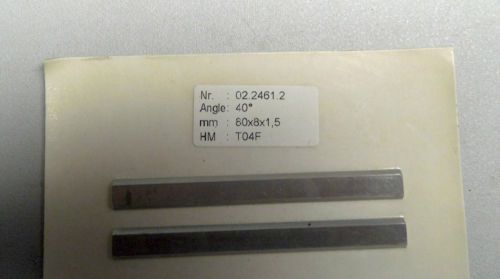 Nr. : 02.2461.2
Angle: 40°
mm : 80x8x1,5
HM : T04F